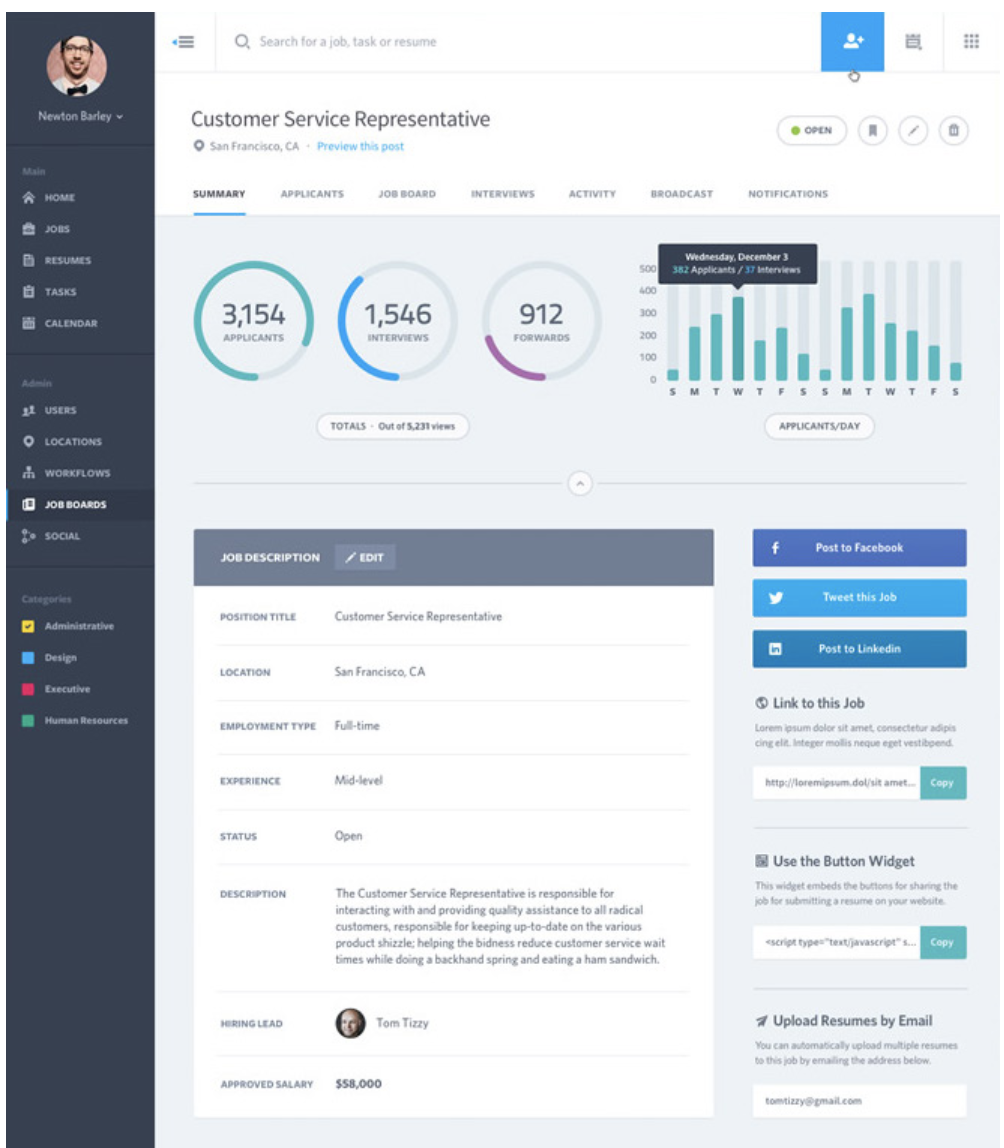 Newton Barley
Main
HOME
JOBS
RESUMES
TASKS
CALENDAR
Admin
USERS
LOCATIONS
WORKFLOWS
JOB BOARDS
SOCIAL
Categories
Administrative
Design
Executive
Human Resources
Search for a job, task or resume
Customer Service Representative
San Francisco, CA · Preview this post
OPEN
SUMMARY APPLICANTS JOB BOARD INTERVIEWS ACTIVITY BROADCAST NOTIFICATIONS
3,154
APPLICANTS
1,546
INTERVIEWS
912
FORWARDS
TOTALS · Out of 5,231 views
Wednesday, December 3
382 Applicants / 37 Interviews
500
400
300
200
100
0
S M T W T F S S M T W T F S
APPLICANTS/DAY
JOB DESCRIPTION EDIT
POSITION TITLE Customer Service Representative
LOCATION San Francisco, CA
EMPLOYMENT TYPE Full-time
EXPERIENCE Mid-level
STATUS Open
DESCRIPTION The Customer Service Representative is responsible for
interacting with and providing quality assistance to all radical
customers, responsible for keeping up-to-date on the various
product shizzle; helping the bidness reduce customer service wait
times while doing a backhand spring and eating a ham sandwich.
HIRING LEAD Tom Tizzy
APPROVED SALARY $58,000
Post to Facebook
Tweet this Job
Post to Linkedin
Link to this Job
Lorem ipsum dolor sit amet, consectetur adipis
cing elit. Integer mollis neque eget vestibpend.
http://loremipsum.dol/sit amet... Copy
Use the Button Widget
This widget embeds the buttons for sharing the
job for submitting a resume on your website.
<script type="text/javascript" s... Copy
Upload Resumes by Email
You can automatically upload multiple resumes
to this job by emailing the address below.
tomtizzy@gmail.com